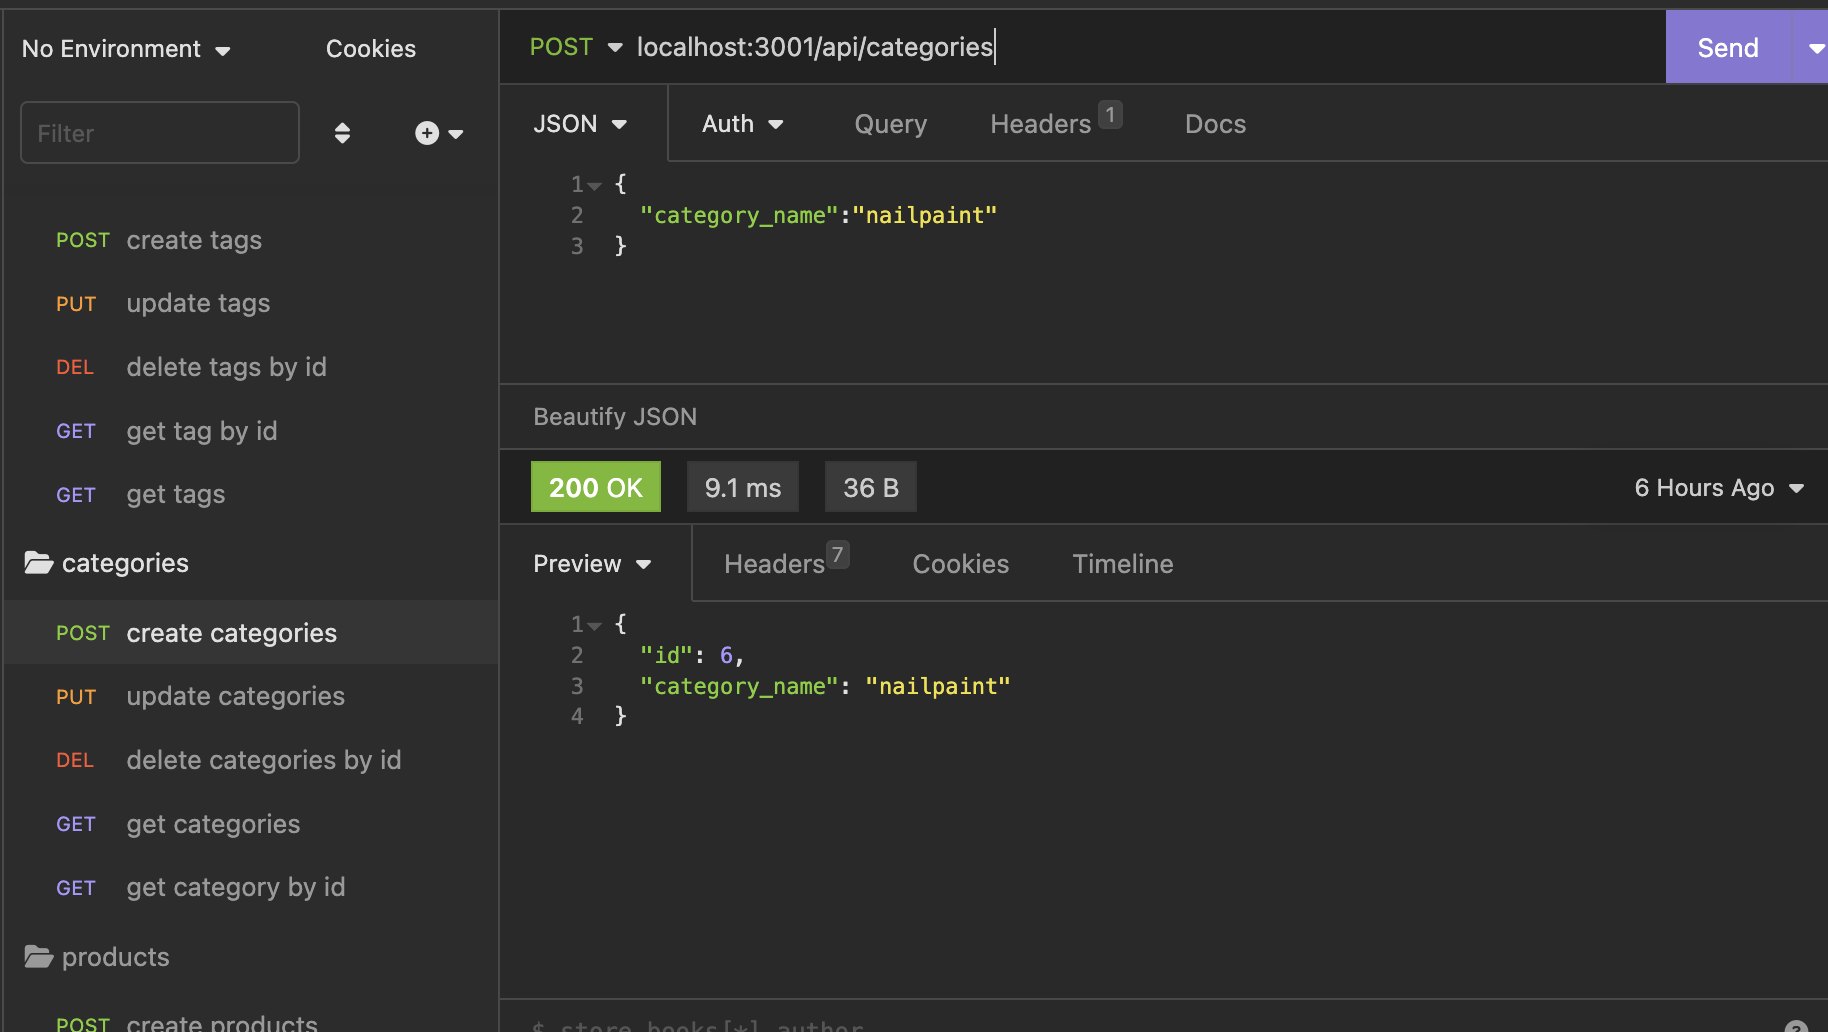 No Environment
Cookies
Filter
POST create tags
PUT update tags
DEL delete tags by id
GET get tag by id
GET get tags
categories
POST create categories
PUT update categories
DEL delete categories by id
GET get categories
GET get category by id
products
POST create products
POST localhost:3001/api/categories
Send
JSON
Auth
Query
Headers 1
Docs
1 {
2 "category_name":"nailpaint"
3 }
Beautify JSON
200 OK
9.1 ms
36 B
6 Hours Ago
Preview
Headers 7
Cookies
Timeline
1 {
2 "id": 6,
3 "category_name": "nailpaint"
4 }
$.store.books[*].author
?